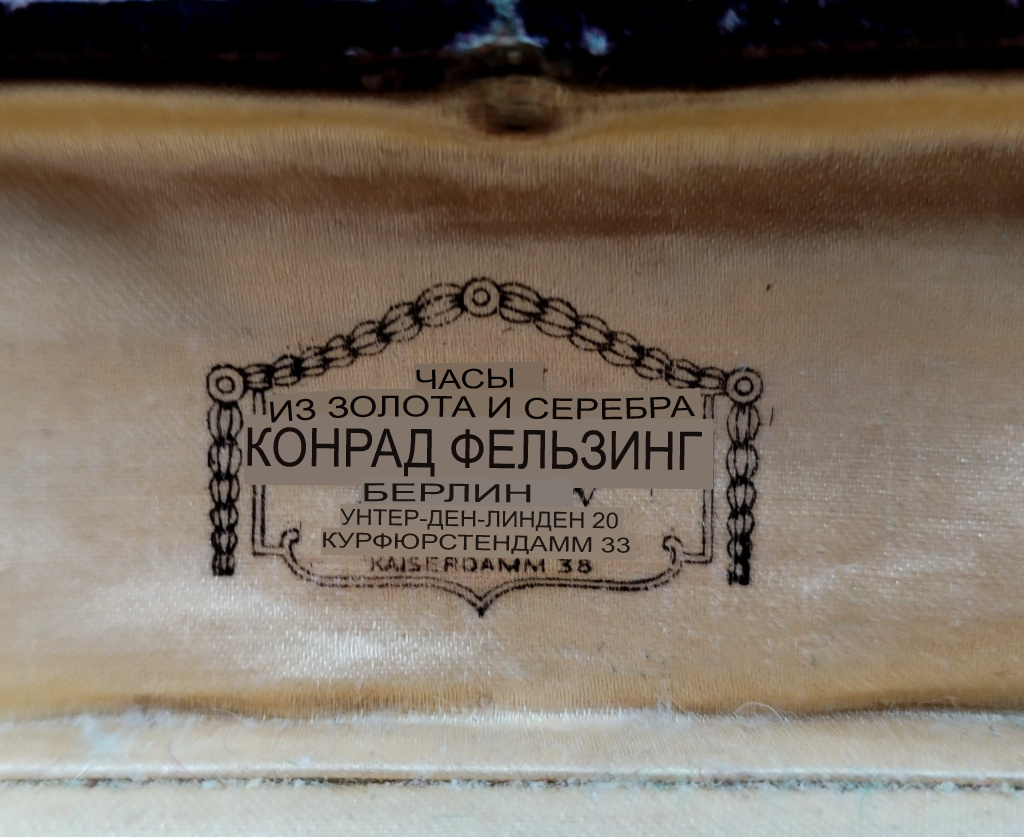 ЧАСЫ
ИЗ ЗОЛОТА И СЕРЕБРА
КОНРАД ФЕЛЬЗИНГ
БЕРЛИН V
УНТЕР-ДЕН-ЛИНДЕН 20
КУРФЮРСТЕНДАММ 33
KAISERDAMM 38